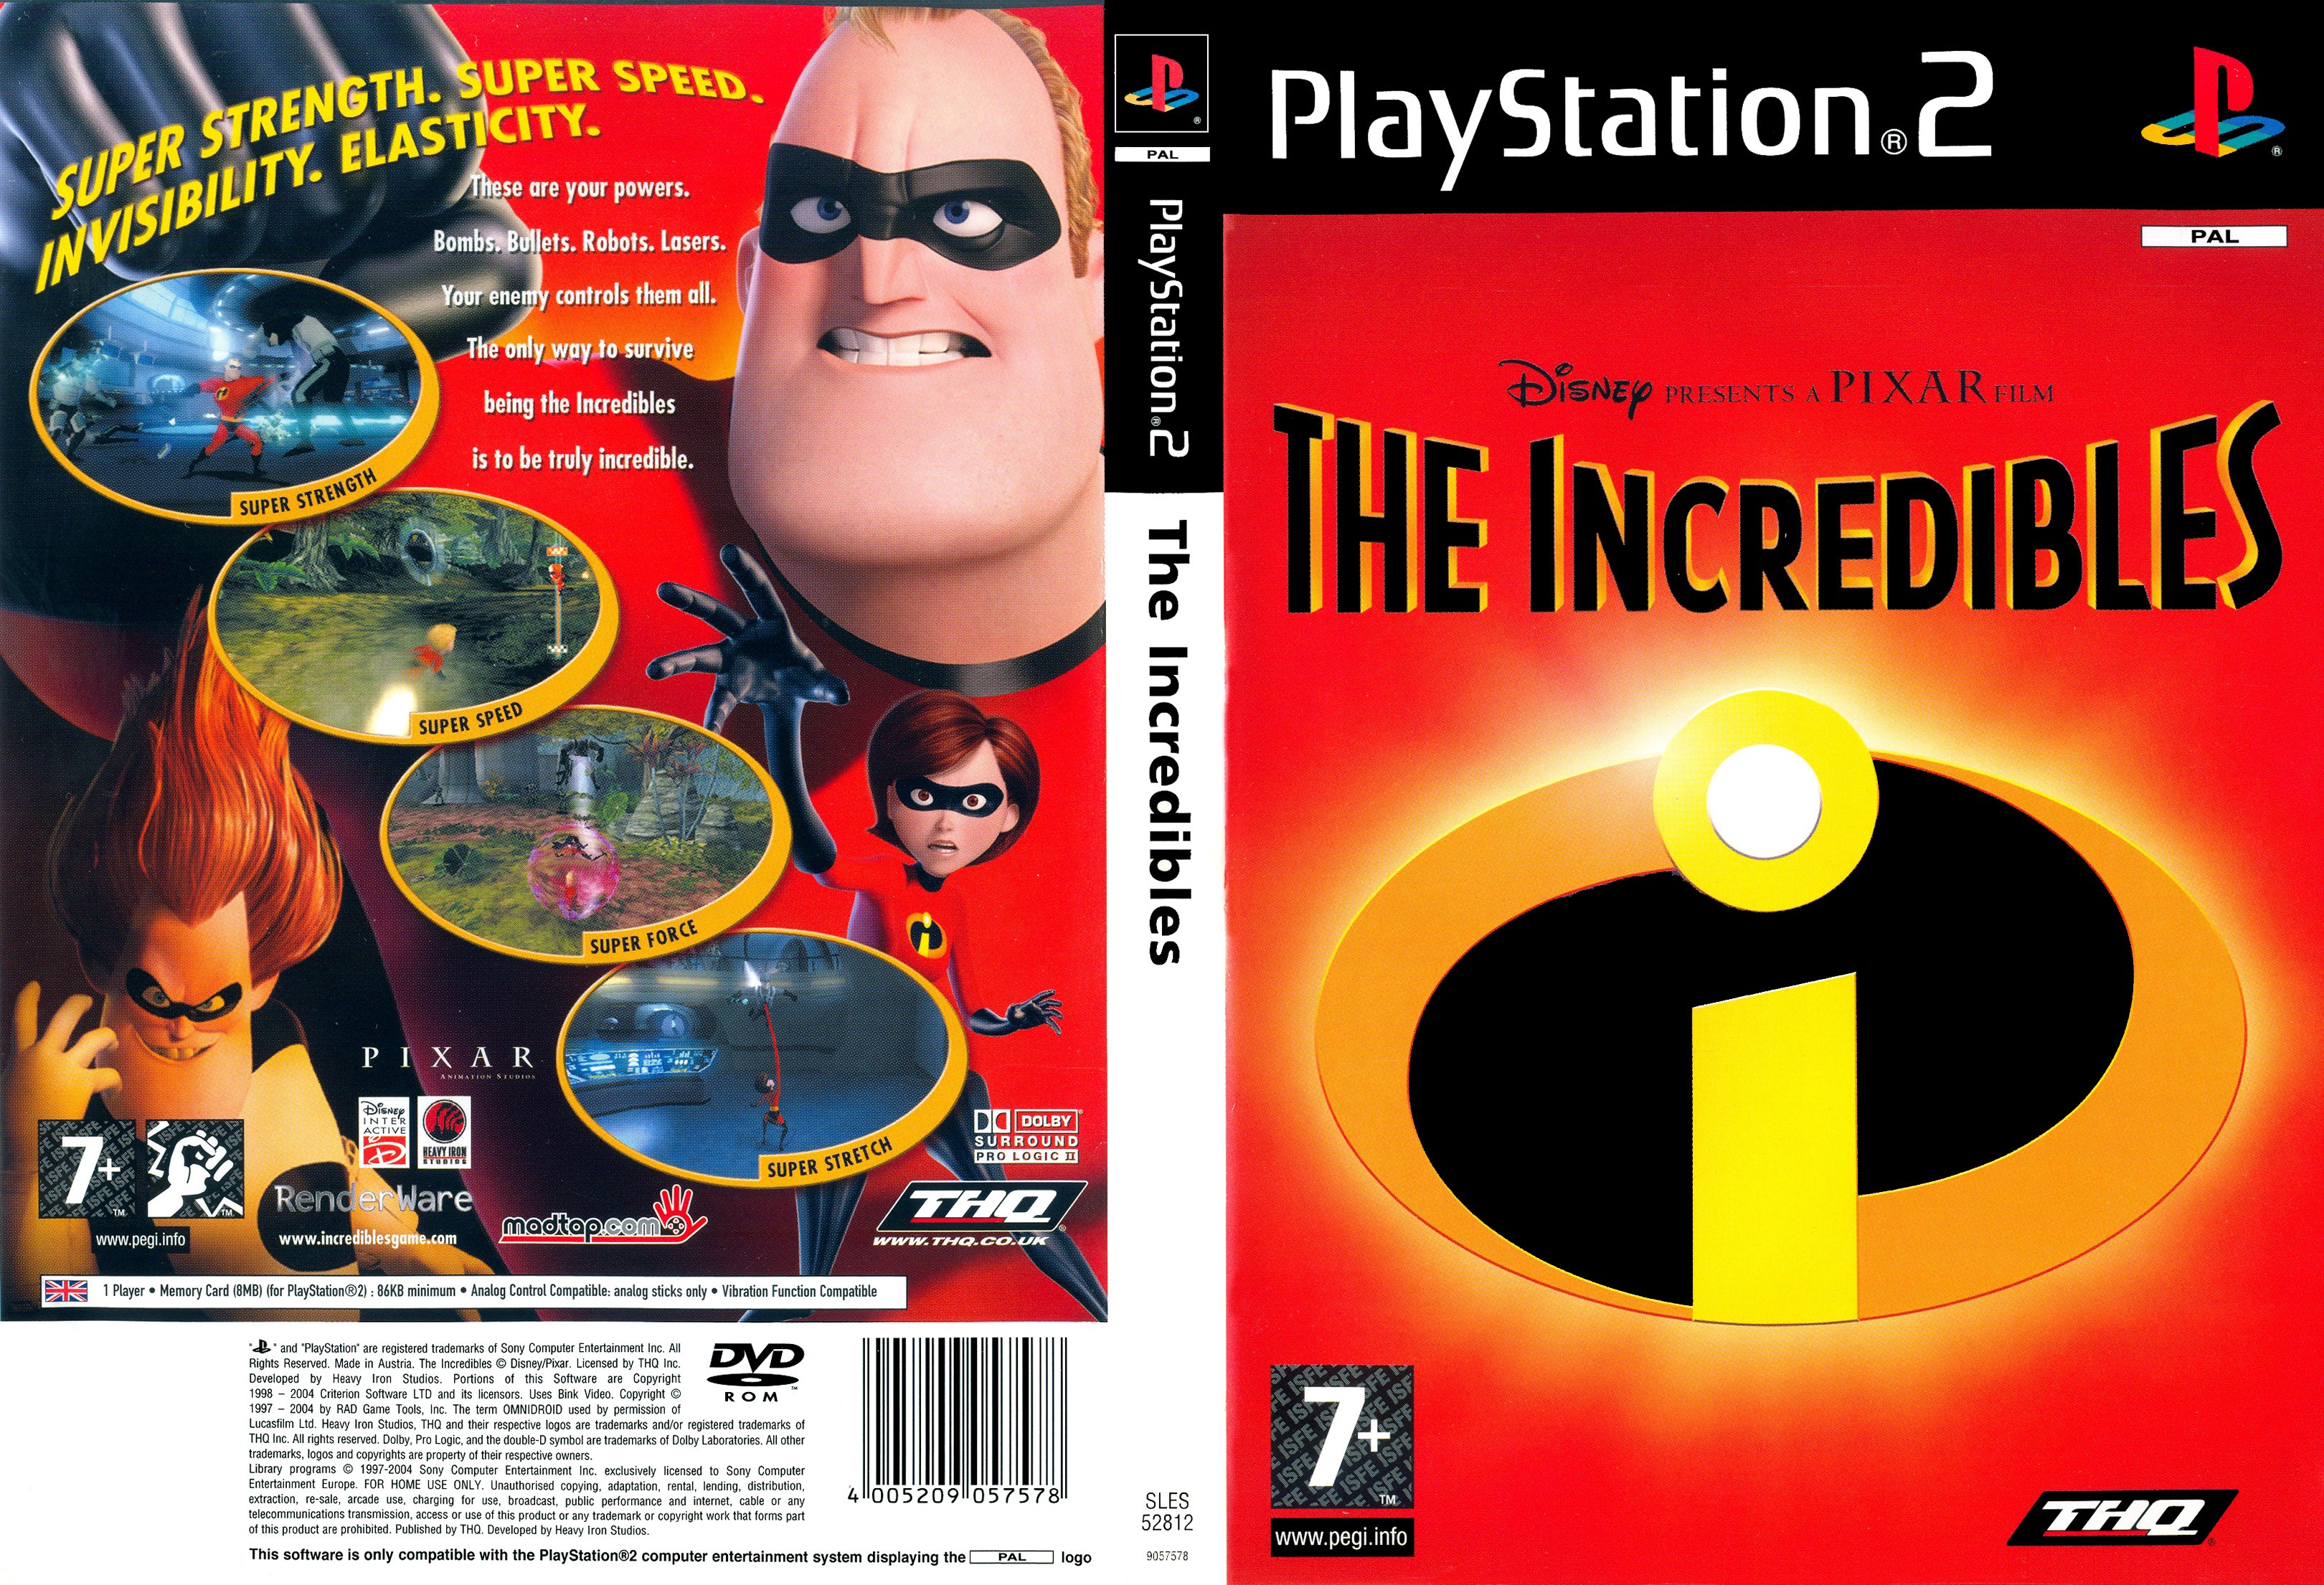 SUPER STRENGTH. SUPER SPEED.
INVISIBILITY. ELASTICITY.
These are your powers.
Bombs. Bullets. Robots. Lasers.
Your enemy controls them all.
The only way to survive
being the Incredibles
is to be truly incredible.
SUPER STRENGTH
SUPER SPEED
SUPER FORCE
SUPER STRETCH
PIXAR
ANIMATION STUDIOS
DISNEY
INTER
ACTIVE
HEAVY IRON
STUDIOS
DOLBY
SURROUND
PRO LOGIC II
7+
TM
TM
www.pegi.info
RenderWare
www.incrediblesgame.com
madtap.com
THQ®
WWW.THQ.CO.UK
1 Player • Memory Card (8MB) (for PlayStation®2) : 86KB minimum • Analog Control Compatible: analog sticks only • Vibration Function Compatible
" " and "PlayStation" are registered trademarks of Sony Computer Entertainment Inc. All
Rights Reserved. Made in Austria. The Incredibles © Disney/Pixar. Licensed by THQ Inc.
Developed by Heavy Iron Studios. Portions of this Software are Copyright
1998 – 2004 Criterion Software LTD and its licensors. Uses Bink Video. Copyright ©
1997 – 2004 by RAD Game Tools, Inc. The term OMNIDROID used by permission of
Lucasfilm Ltd. Heavy Iron Studios, THQ and their respective logos are trademarks and/or registered trademarks of
THQ Inc. All rights reserved. Dolby, Pro Logic, and the double-D symbol are trademarks of Dolby Laboratories. All other
trademarks, logos and copyrights are property of their respective owners.
Library programs © 1997-2004 Sony Computer Entertainment Inc. exclusively licensed to Sony Computer
Entertainment Europe. FOR HOME USE ONLY. Unauthorised copying, adaptation, rental, lending, distribution,
extraction, re-sale, arcade use, charging for use, broadcast, public performance and internet, cable or any
telecommunications transmission, access or use of this product or any trademark or copyright work that forms part
of this product are prohibited. Published by THQ. Developed by Heavy Iron Studios.
This software is only compatible with the PlayStation®2 computer entertainment system displaying the PAL logo
DVD
ROM
4 005209 057578
PAL
PlayStation®2
The Incredibles
SLES
52812
9057578
PlayStation®2
PAL
DISNEY PRESENTS A PIXAR FILM
THE INCREDIBLES
i
7+
TM
www.pegi.info
THQ®